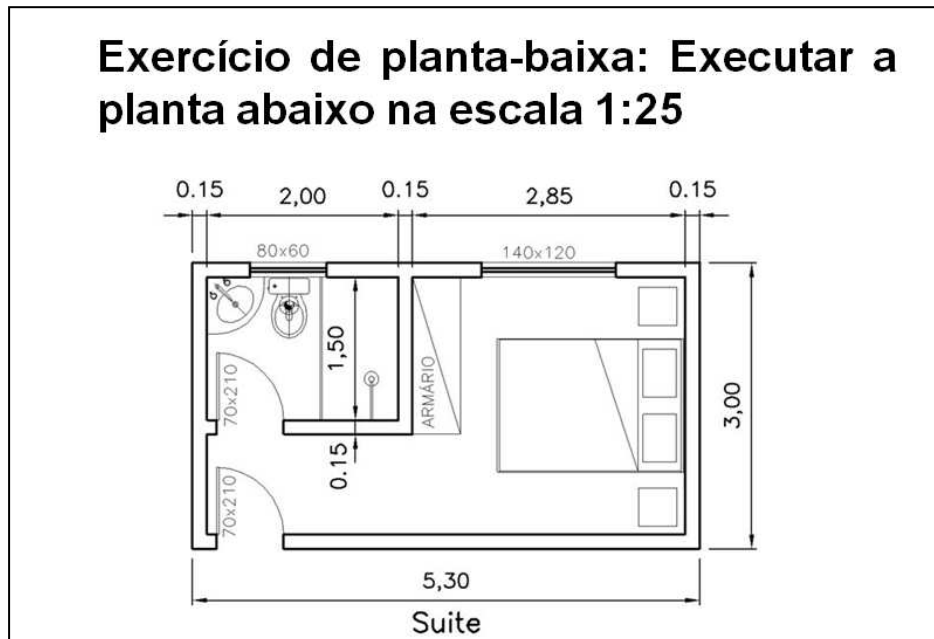 Exercício de planta-baixa: Executar a
planta abaixo na escala 1:25
0.15 2,00 0.15 2,85 0.15
80x60 140x120
1,50
ARMÁRIO
70x210
3,00
0.15
70x210
5,30
Suite